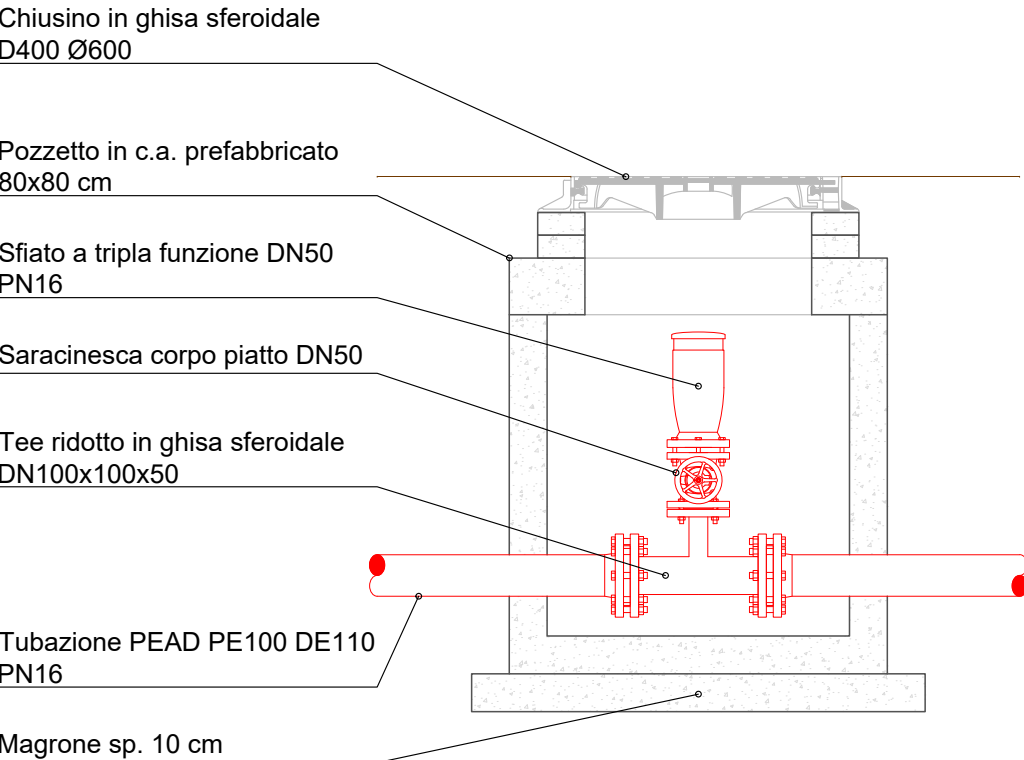 Chiusino in ghisa sferoidale
D400 Ø600
Pozzetto in c.a. prefabbricato
80x80 cm
Sfiato a tripla funzione DN50
PN16
Saracinesca corpo piatto DN50
Tee ridotto in ghisa sferoidale
DN100x100x50
Tubazione PEAD PE100 DE110
PN16
Magrone sp. 10 cm